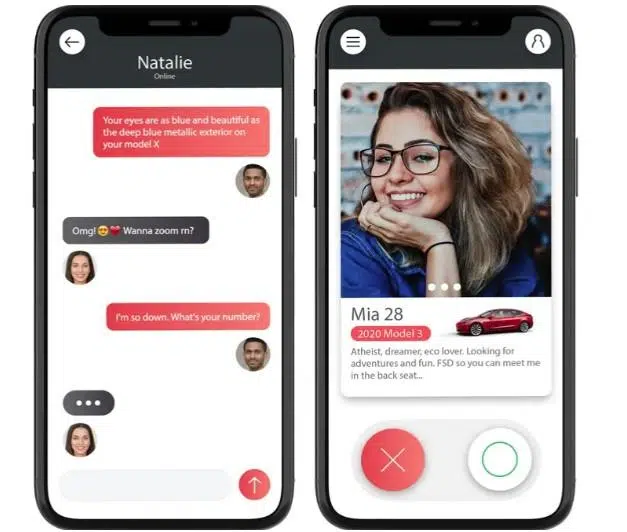 Natalie
Online
Your eyes are as blue and beautiful as
the deep blue metallic exterior on
your model X
Omg! 😍❤️ Wanna zoom rn?
I'm so down. What's your number?
Mia 28
2020 Model 3
Atheist, dreamer, eco lover. Looking for
adventures and fun. FSD so you can meet me
in the back seat...